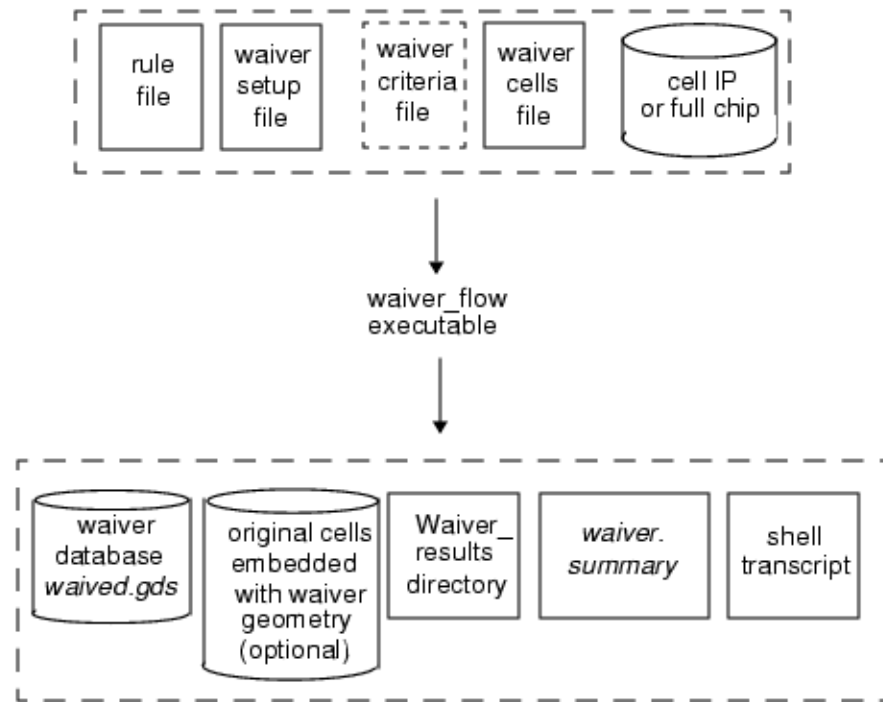 rule
file
waiver
setup
file
waiver
criteria
file
waiver
cells
file
cell IP
or full chip
waiver_flow
executable
waiver
database
waived.gds
original cells
embedded
with waiver
geometry
(optional)
Waiver_
results
directory
waiver.
summary
shell
transcript